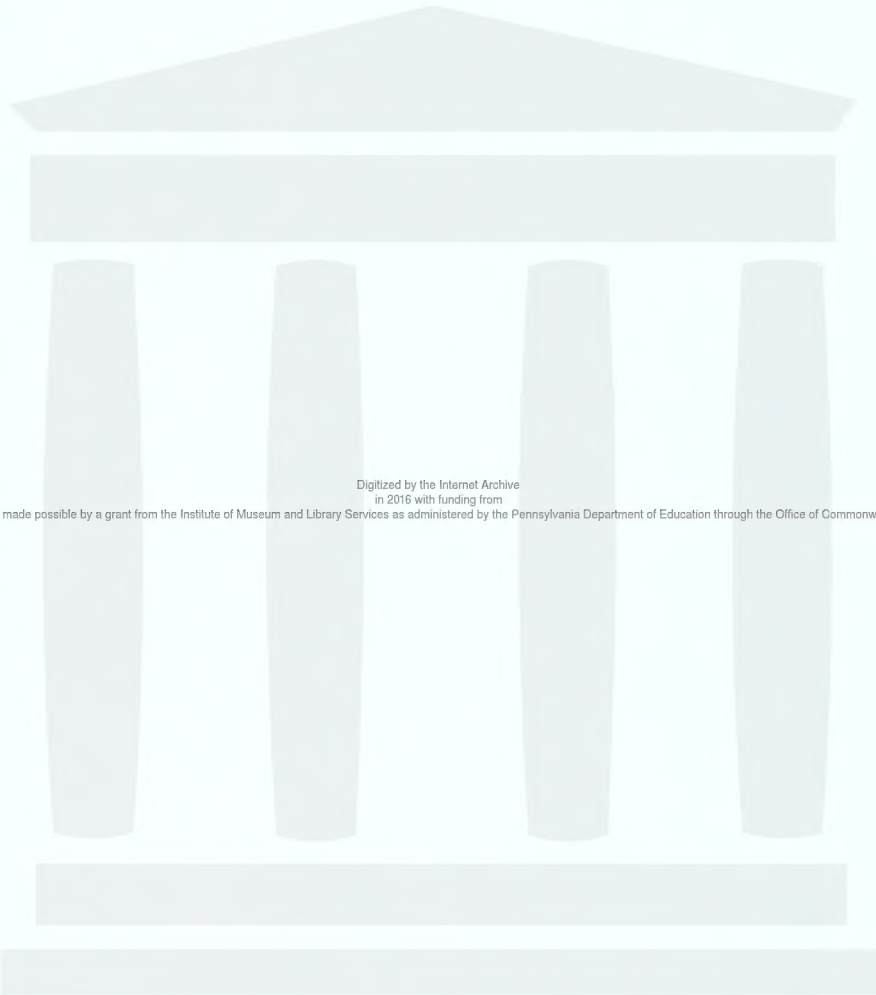 Digitized by the Internet Archive
in 2016 with funding from
made possible by a grant from the Institute of Museum and Library Services as administered by the Pennsylvania Department of Education through the Office of